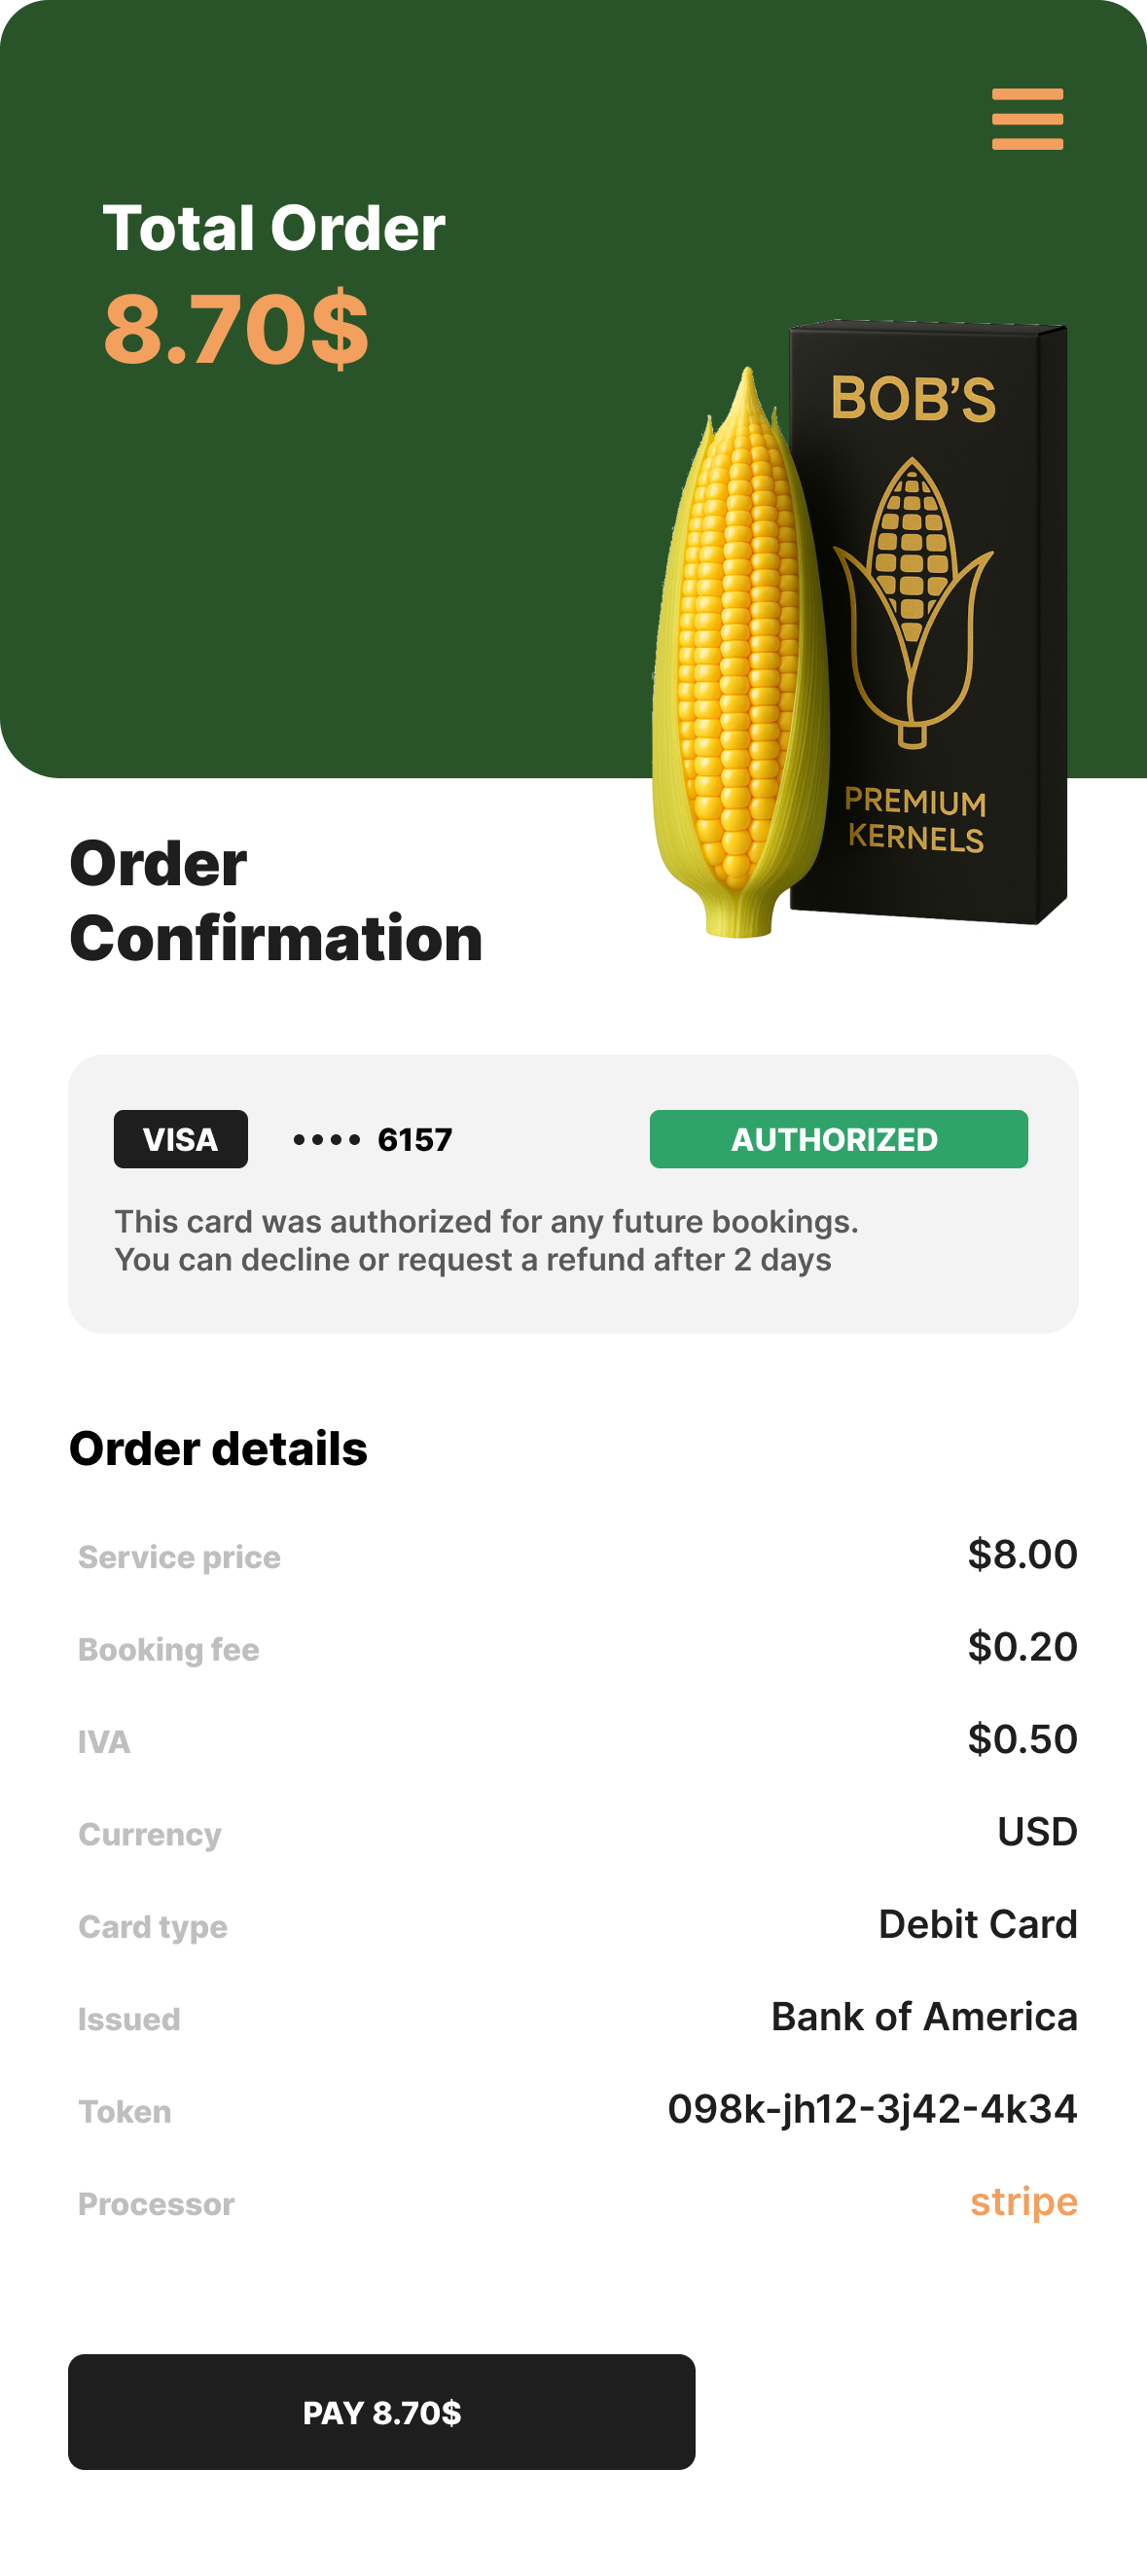 Total Order
8.70$
BOB'S
PREMIUM
KERNELS
Order
Confirmation
VISA •••• 6157 AUTHORIZED
This card was authorized for any future bookings.
You can decline or request a refund after 2 days
Order details
Service price $8.00
Booking fee $0.20
IVA $0.50
Currency USD
Card type Debit Card
Issued Bank of America
Token 098k-jh12-3j42-4k34
Processor stripe
PAY 8.70$